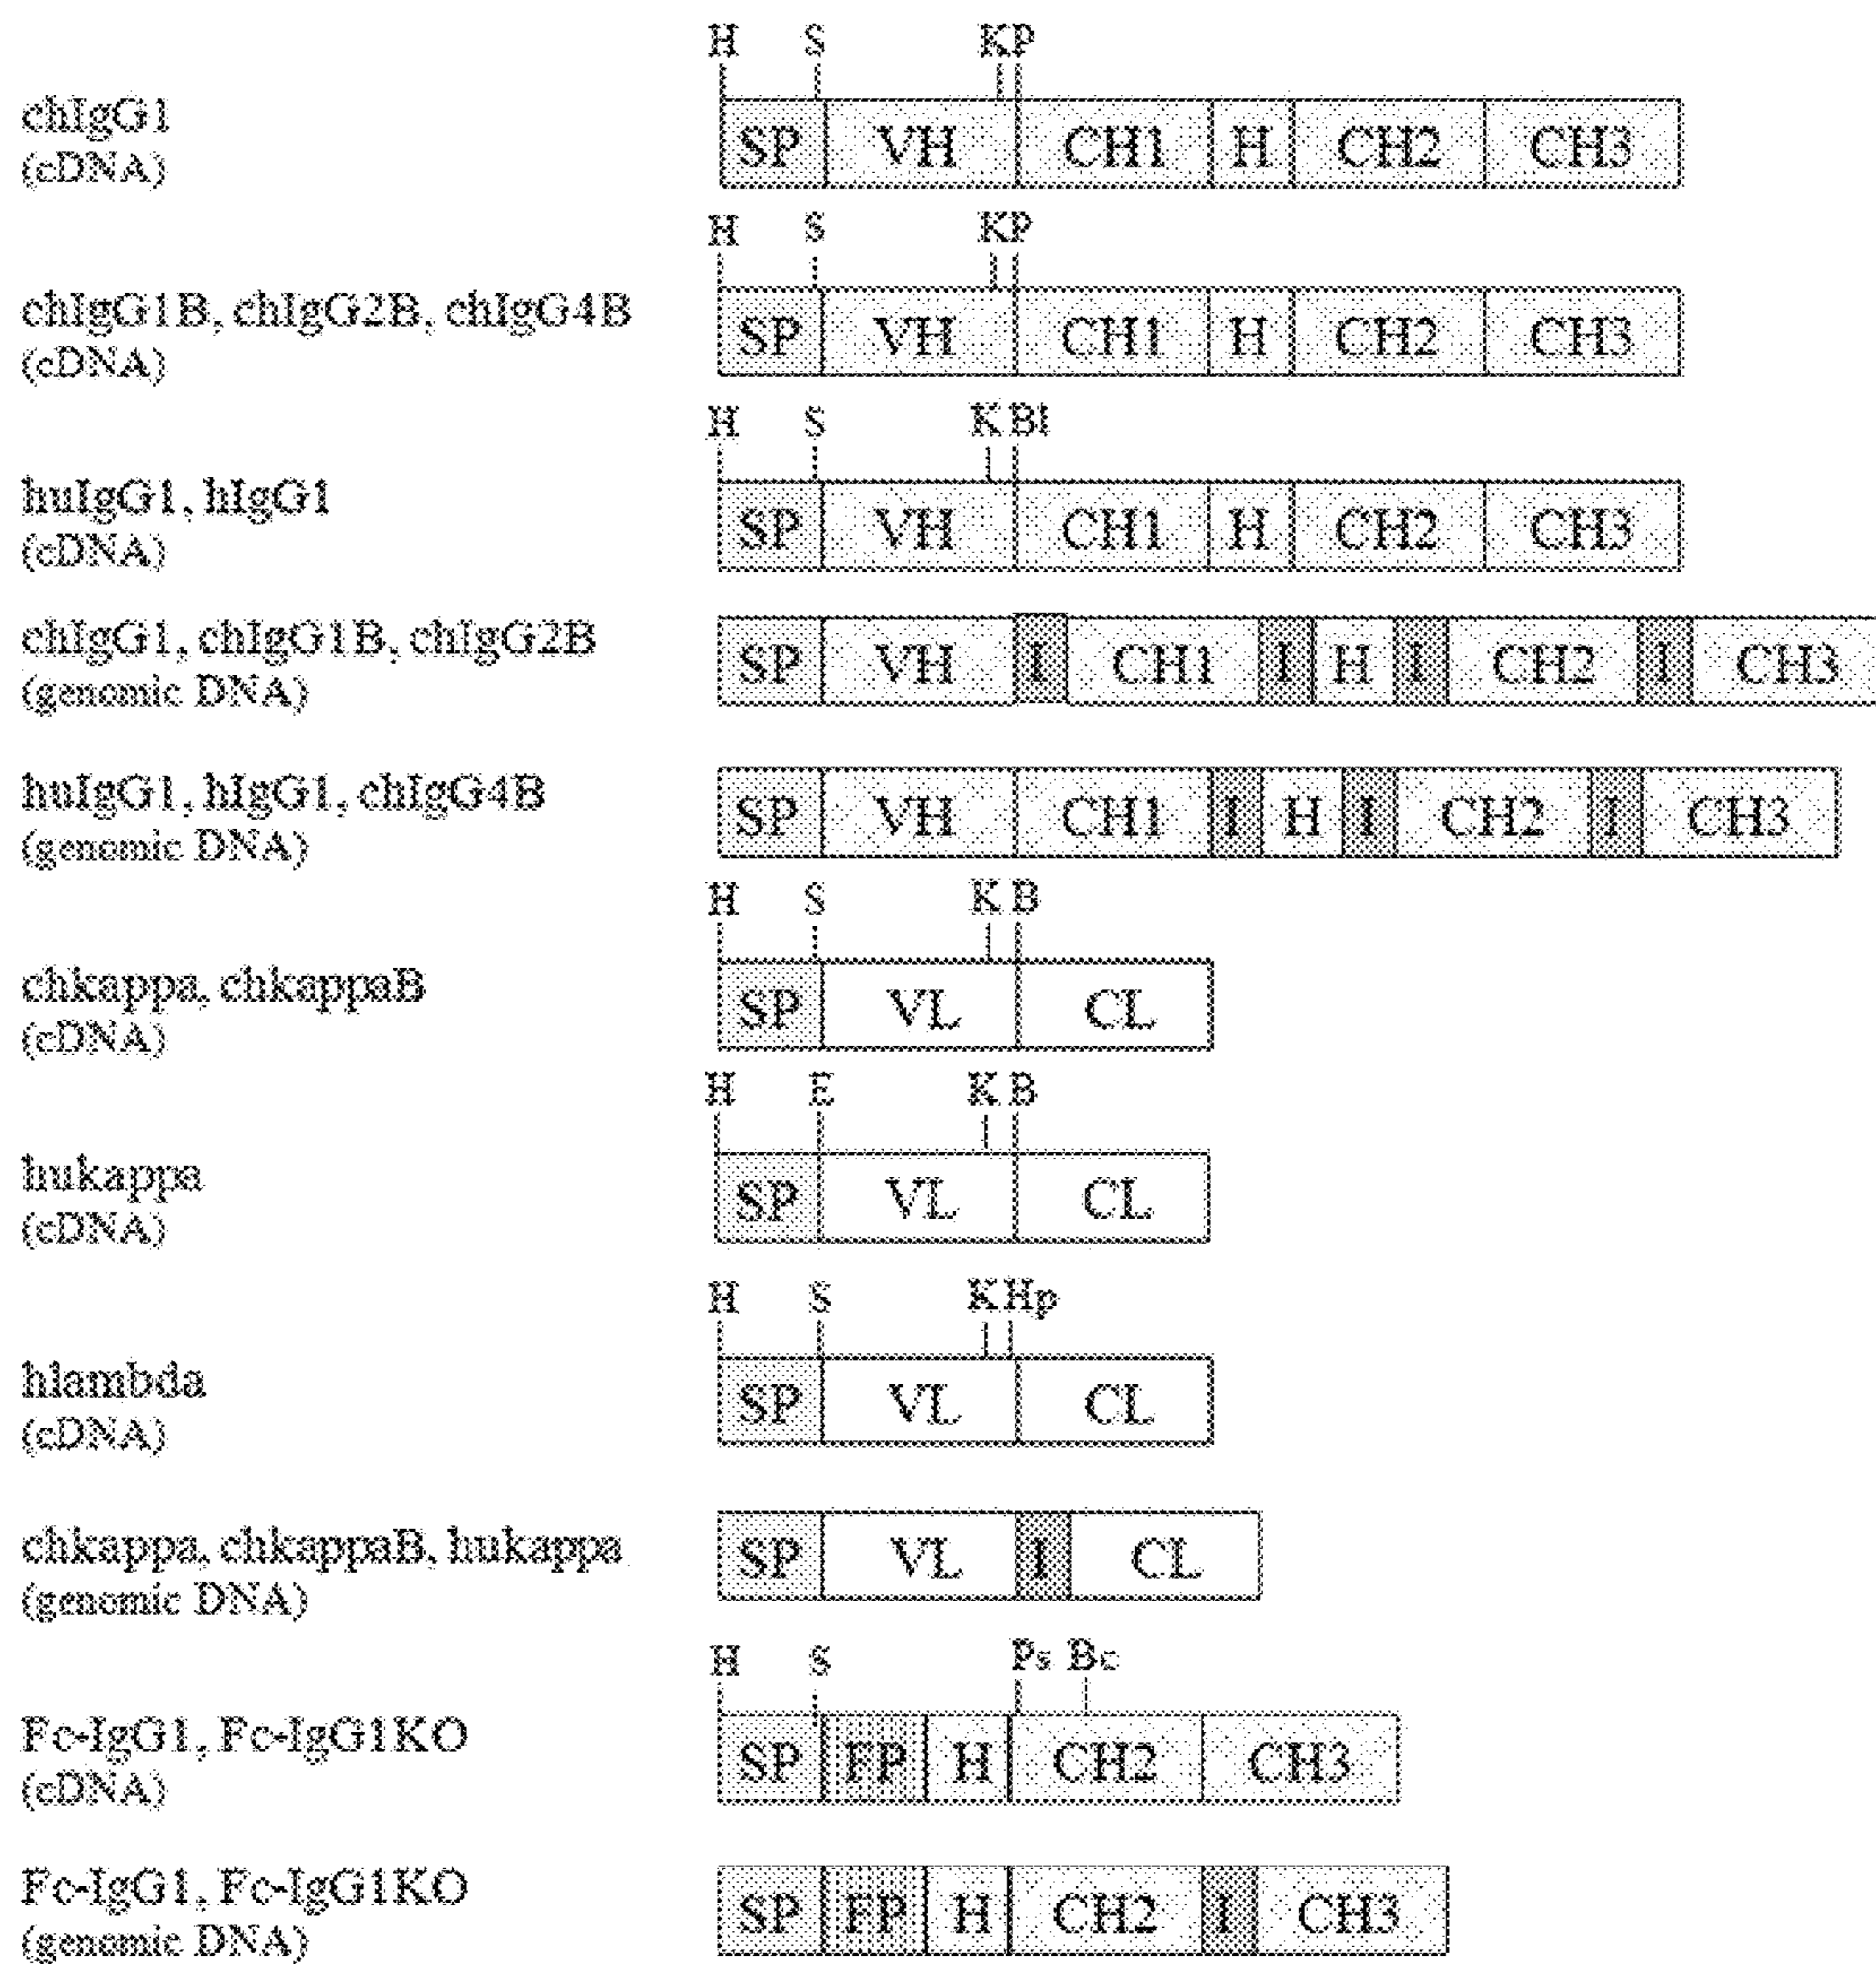 H S KP
chIgG1
(cDNA)
SP VH CH1 H CH2 CH3
H S KP
chIgG1B, chIgG2B, chIgG4B
(cDNA)
SP VH CH1 H CH2 CH3
H S K Bl
huIgG1, hIgG1
(cDNA)
SP VH CH1 H CH2 CH3
chIgG1, chIgG1B, chIgG2B
(genomic DNA)
SP VH I CH1 I H I CH2 I CH3
huIgG1, hIgG1, chIgG4B
(genomic DNA)
SP VH CH1 I H I CH2 I CH3
H S K B
chkappa, chkappaB
(cDNA)
SP VL CL
H E K B
hukappa
(cDNA)
SP VL CL
H S K Hp
hlambda
(cDNA)
SP VL CL
chkappa, chkappaB, hukappa
(genomic DNA)
SP VL I CL
H S Ps Bc
Fc-IgG1, Fc-IgG1KO
(cDNA)
SP FP H CH2 CH3
Fc-IgG1, Fc-IgG1KO
(genomic DNA)
SP FP H CH2 I CH3